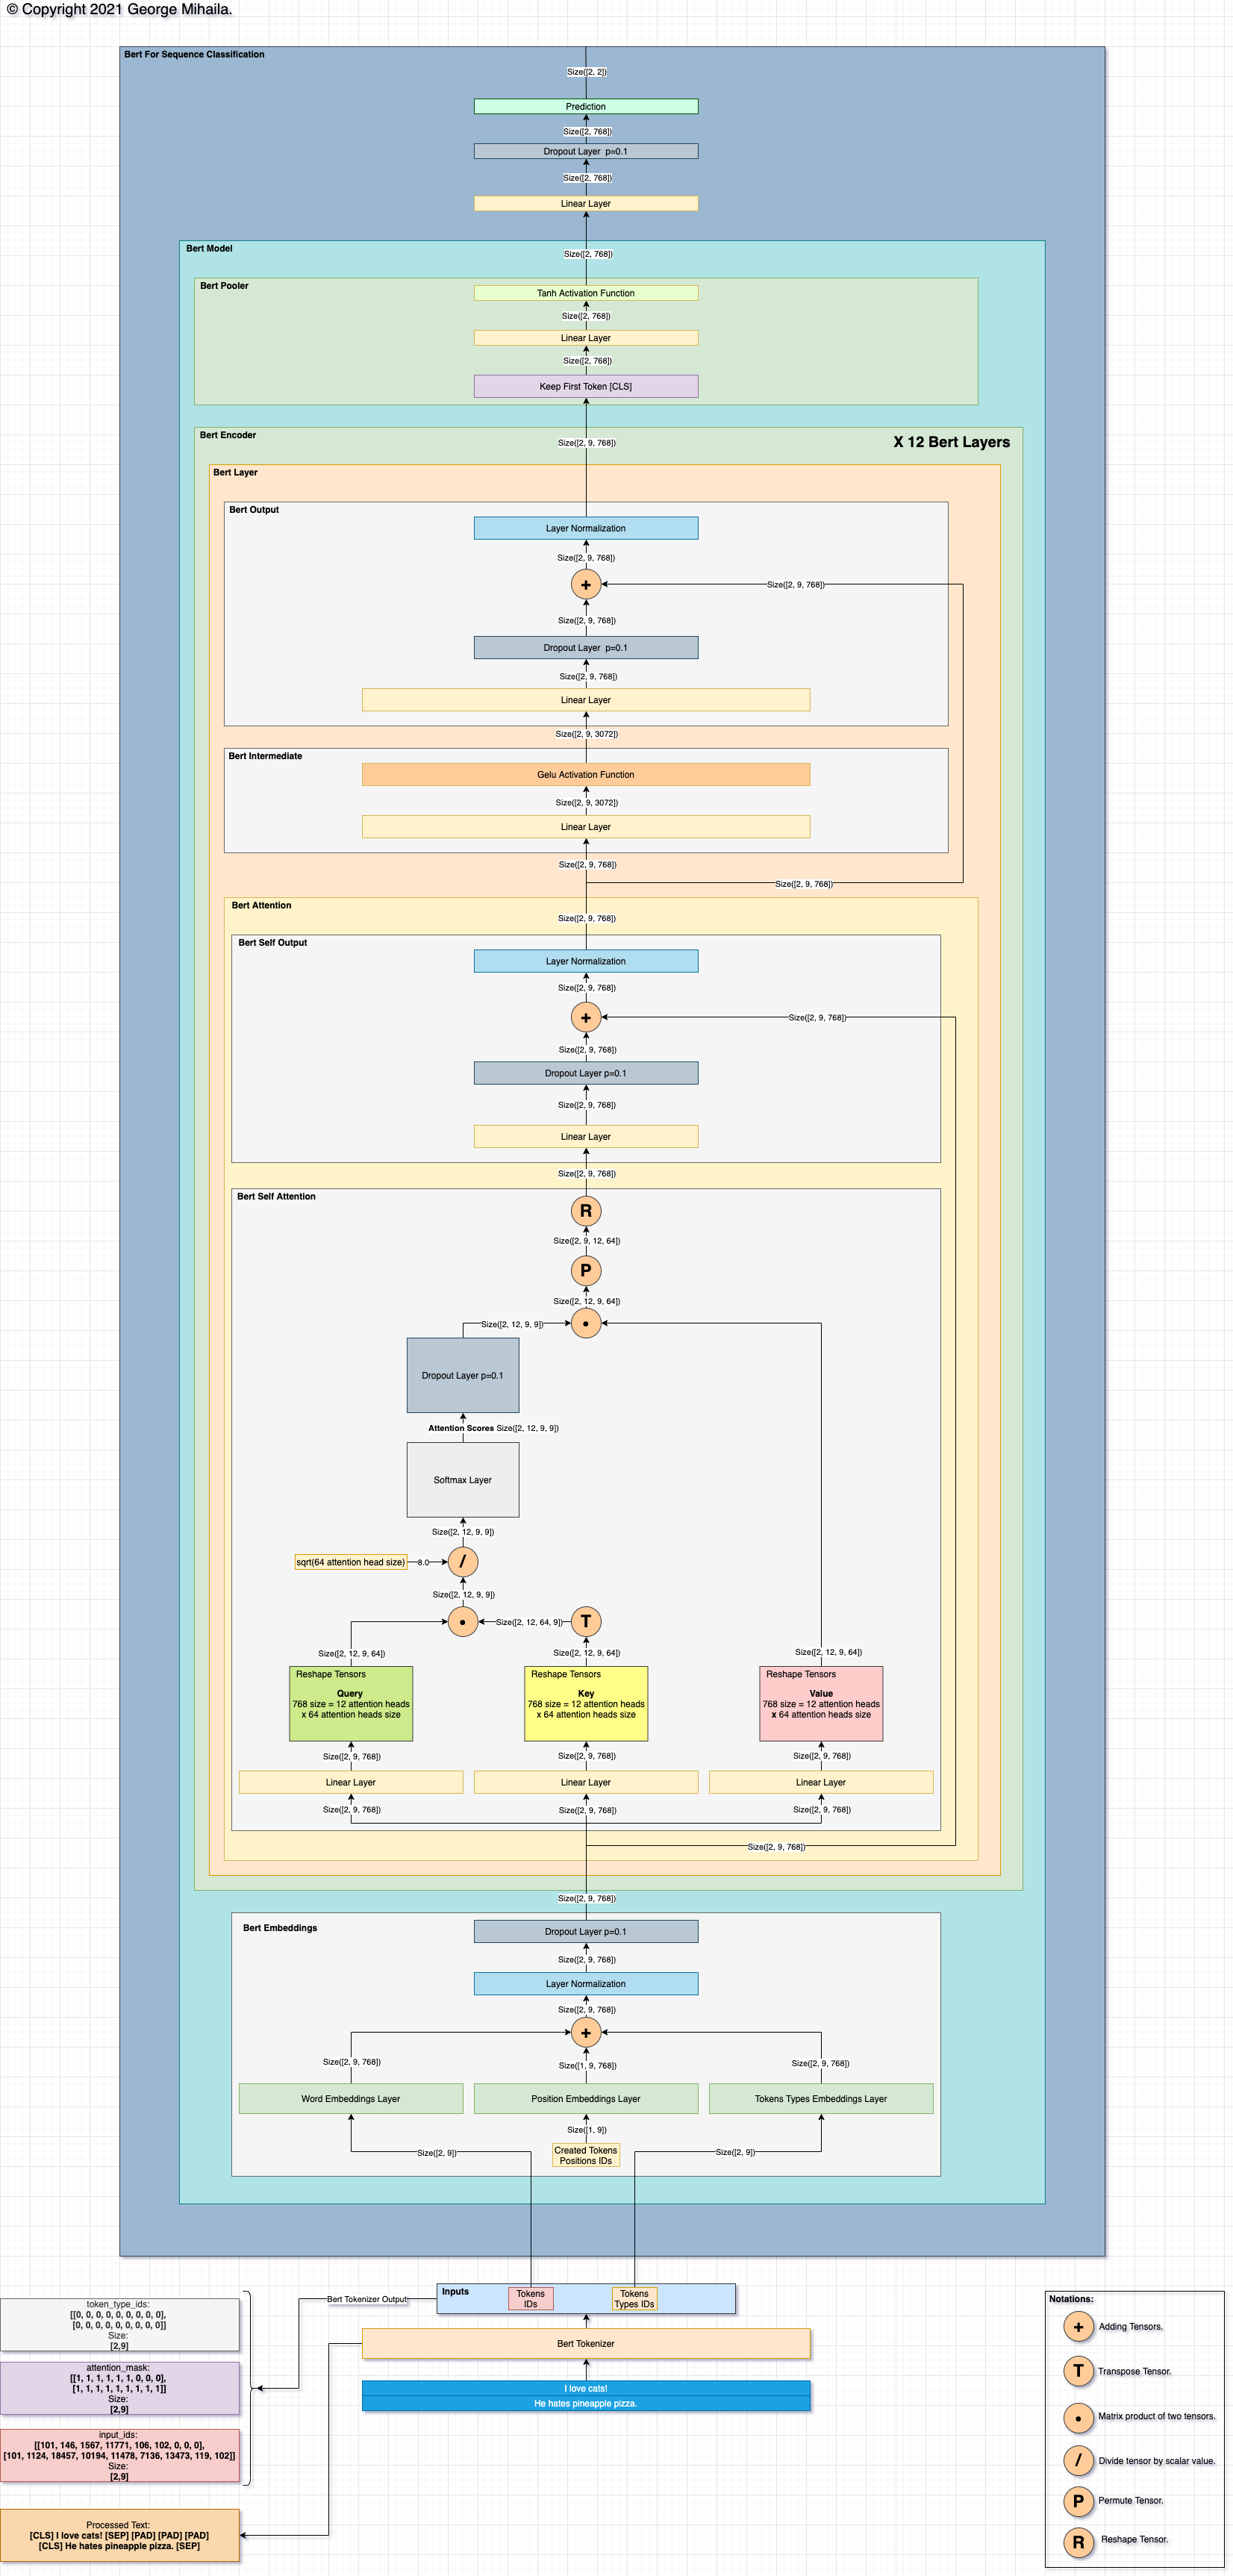 © Copyright 2021 George Mihaila.
Bert For Sequence Classification
Size([2, 2])
Prediction
Size([2, 768])
Dropout Layer  p=0.1
Size([2, 768])
Linear Layer
Bert Model
Size([2, 768])
Bert Pooler
Tanh Activation Function
Size([2, 768])
Linear Layer
Size([2, 768])
Keep First Token [CLS]
Bert Encoder
X 12 Bert Layers
Size([2, 9, 768])
Bert Layer
Bert Output
Layer Normalization
Size([2, 9, 768])
+
Size([2, 9, 768])
Size([2, 9, 768])
Dropout Layer  p=0.1
Size([2, 9, 768])
Linear Layer
Size([2, 9, 3072])
Bert Intermediate
Gelu Activation Function
Size([2, 9, 3072])
Linear Layer
Size([2, 9, 768])
Size([2, 9, 768])
Bert Attention
Size([2, 9, 768])
Bert Self Output
Layer Normalization
Size([2, 9, 768])
+
Size([2, 9, 768])
Size([2, 9, 768])
Dropout Layer p=0.1
Size([2, 9, 768])
Linear Layer
Size([2, 9, 768])
Bert Self Attention
R
Size([2, 9, 12, 64])
P
Size([2, 12, 9, 64])
Size([2, 12, 9, 9])
•
Dropout Layer p=0.1
Attention Scores Size([2, 12, 9, 9])
Softmax Layer
Size([2, 12, 9, 9])
sqrt(64 attention head size)
8.0
/
Size([2, 12, 9, 9])
•
Size([2, 12, 64, 9])
T
Size([2, 12, 9, 64])
Size([2, 12, 9, 64])
Size([2, 12, 9, 64])
Reshape Tensors
Query
768 size = 12 attention heads
x 64 attention heads size
Reshape Tensors
Key
768 size = 12 attention heads
x 64 attention heads size
Reshape Tensors
Value
768 size = 12 attention heads
x 64 attention heads size
Size([2, 9, 768])
Size([2, 9, 768])
Size([2, 9, 768])
Linear Layer
Linear Layer
Linear Layer
Size([2, 9, 768])
Size([2, 9, 768])
Size([2, 9, 768])
Size([2, 9, 768])
Size([2, 9, 768])
Bert Embeddings
Dropout Layer p=0.1
Size([2, 9, 768])
Layer Normalization
Size([2, 9, 768])
+
Size([2, 9, 768])
Size([1, 9, 768])
Size([2, 9, 768])
Word Embeddings Layer
Position Embeddings Layer
Tokens Types Embeddings Layer
Size([1, 9])
Size([2, 9])
Created Tokens
Positions IDs
Size([2, 9])
Inputs
Tokens
IDs
Tokens
Types IDs
Bert Tokenizer Output
Bert Tokenizer
I love cats!
He hates pineapple pizza.
token_type_ids:
[[0, 0, 0, 0, 0, 0, 0, 0, 0],
[0, 0, 0, 0, 0, 0, 0, 0, 0]]
Size:
[2,9]
attention_mask:
[[1, 1, 1, 1, 1, 1, 0, 0, 0],
[1, 1, 1, 1, 1, 1, 1, 1, 1]]
Size:
[2,9]
input_ids:
[[101, 146, 1567, 11771, 106, 102, 0, 0, 0],
[101, 1124, 18457, 10194, 11478, 7136, 13473, 119, 102]]
Size:
[2,9]
Processed Text:
[CLS] I love cats! [SEP] [PAD] [PAD] [PAD]
[CLS] He hates pineapple pizza. [SEP]
Notations:
+ Adding Tensors.
T Transpose Tensor.
• Matrix product of two tensors.
/ Divide tensor by scalar value.
P Permute Tensor.
R Reshape Tensor.